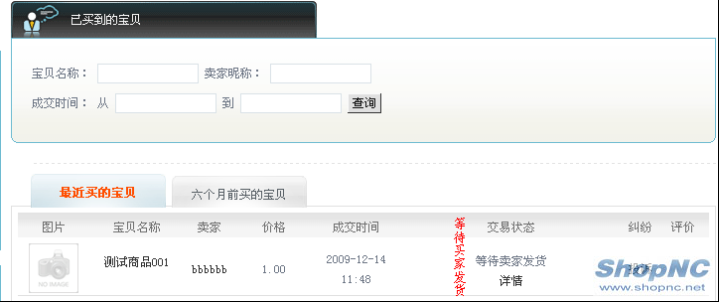 已买到的宝贝
宝贝名称： 卖家昵称：
成交时间： 从 到 查询
最近买的宝贝 六个月前买的宝贝
图片 宝贝名称 卖家 价格 成交时间 交易状态 纠纷 评价
等待买家发货
NO IMAGE 测试商品001 bbbbbb 1.00 2009-12-14 等待卖家发货
11:48 详情
ShopNC
www.shopnc.net